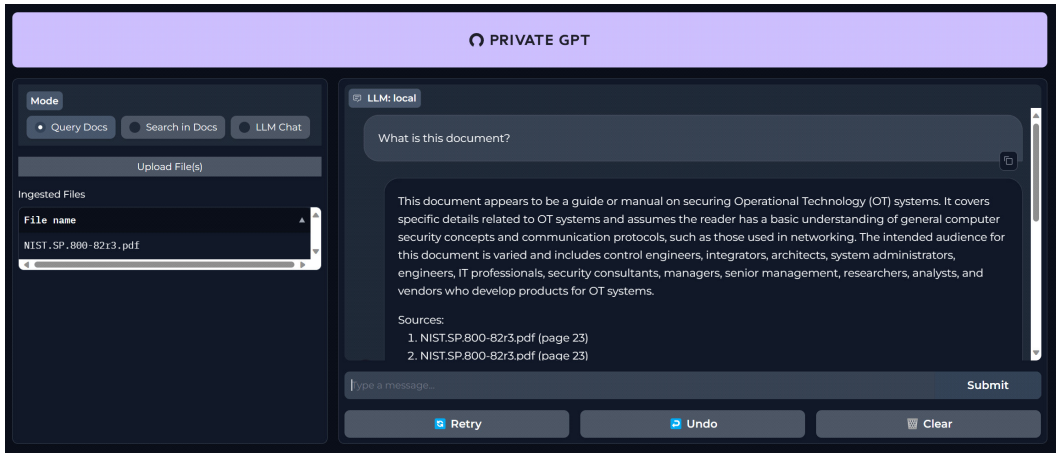 PRIVATE GPT
Mode
Query Docs
Search in Docs
LLM Chat
Upload File(s)
Ingested Files
File name
NIST.SP.800-82r3.pdf
LLM: local
What is this document?
This document appears to be a guide or manual on securing Operational Technology (OT) systems. It covers
specific details related to OT systems and assumes the reader has a basic understanding of general computer
security concepts and communication protocols, such as those used in networking. The intended audience for
this document is varied and includes control engineers, integrators, architects, system administrators,
engineers, IT professionals, security consultants, managers, senior management, researchers, analysts, and
vendors who develop products for OT systems.
Sources:
1. NIST.SP.800-82r3.pdf (page 23)
2. NIST.SP.800-82r3.pdf (page 23)
Type a message...
Submit
Retry
Undo
Clear